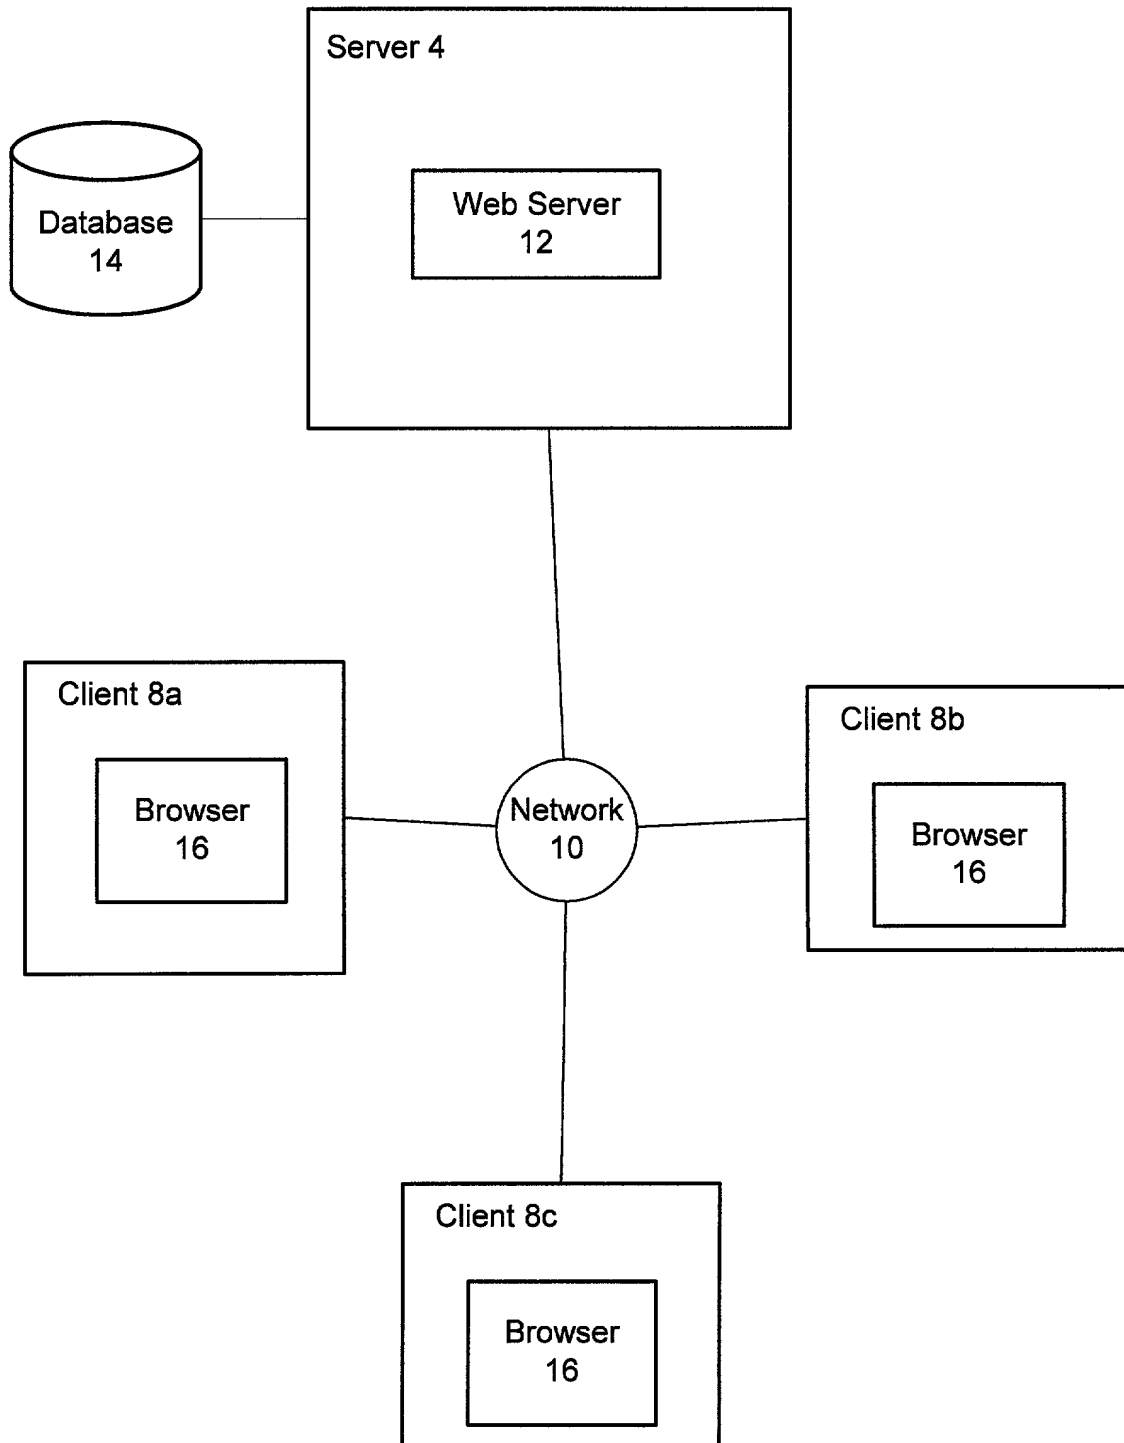 Server 4
Web Server
12
Database
14
Client 8a
Browser
16
Network
10
Client 8b
Browser
16
Client 8c
Browser
16